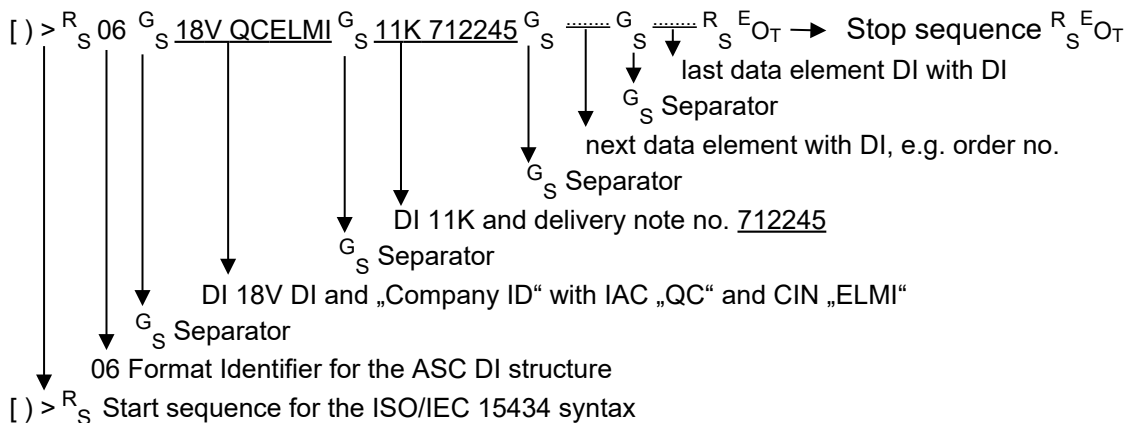 [ ) > RS 06 GS 18V QCELMI GS 11K 712245 GS ........ GS ........ RS EOT → Stop sequence RS EOT
last data element DI with DI
GS Separator
next data element with DI, e.g. order no.
GS Separator
DI 11K and delivery note no. 712245
GS Separator
DI 18V DI and „Company ID“ with IAC „QC“ and CIN „ELMI“
GS Separator
06 Format Identifier for the ASC DI structure
[ ) > RS Start sequence for the ISO/IEC 15434 syntax